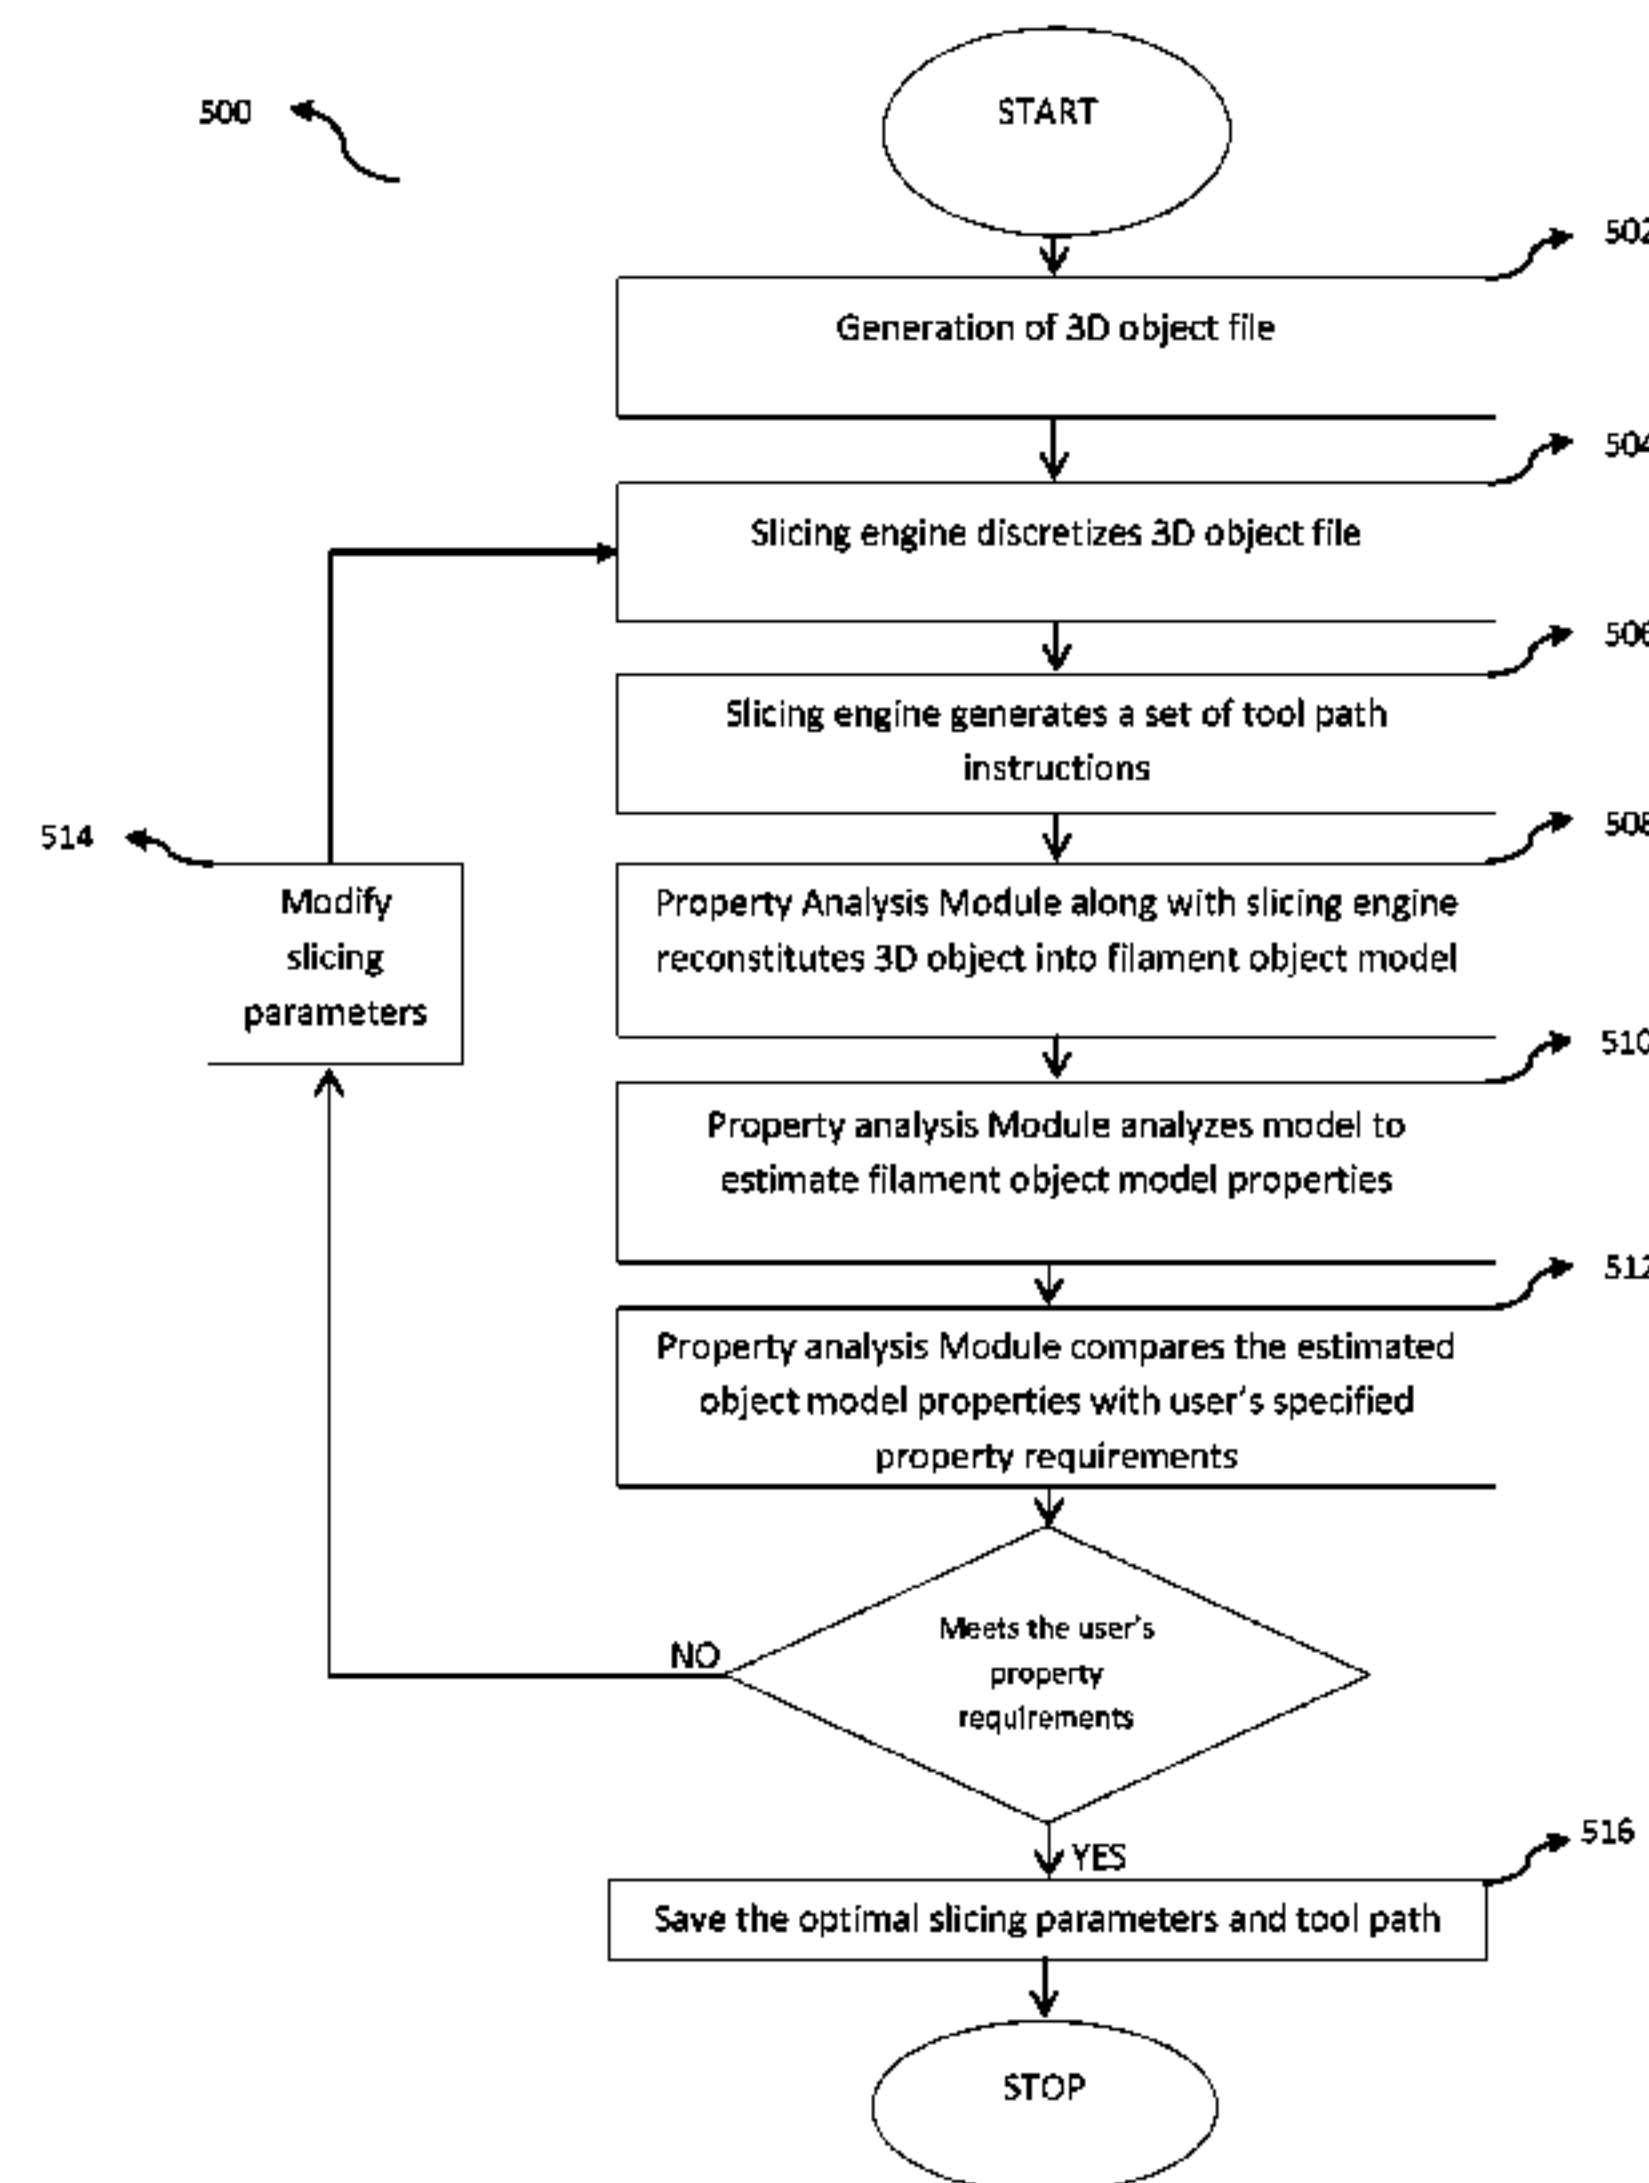 500
START
502
Generation of 3D object file
504
Slicing engine discretizes 3D object file
506
Slicing engine generates a set of tool path
instructions
508
514
Modify
slicing
parameters
Property Analysis Module along with slicing engine
reconstitutes 3D object into filament object model
510
Property analysis Module analyzes model to
estimate filament object model properties
512
Property analysis Module compares the estimated
object model properties with user's specified
property requirements
Meets the user's
property
requirements
NO
YES
516
Save the optimal slicing parameters and tool path
STOP